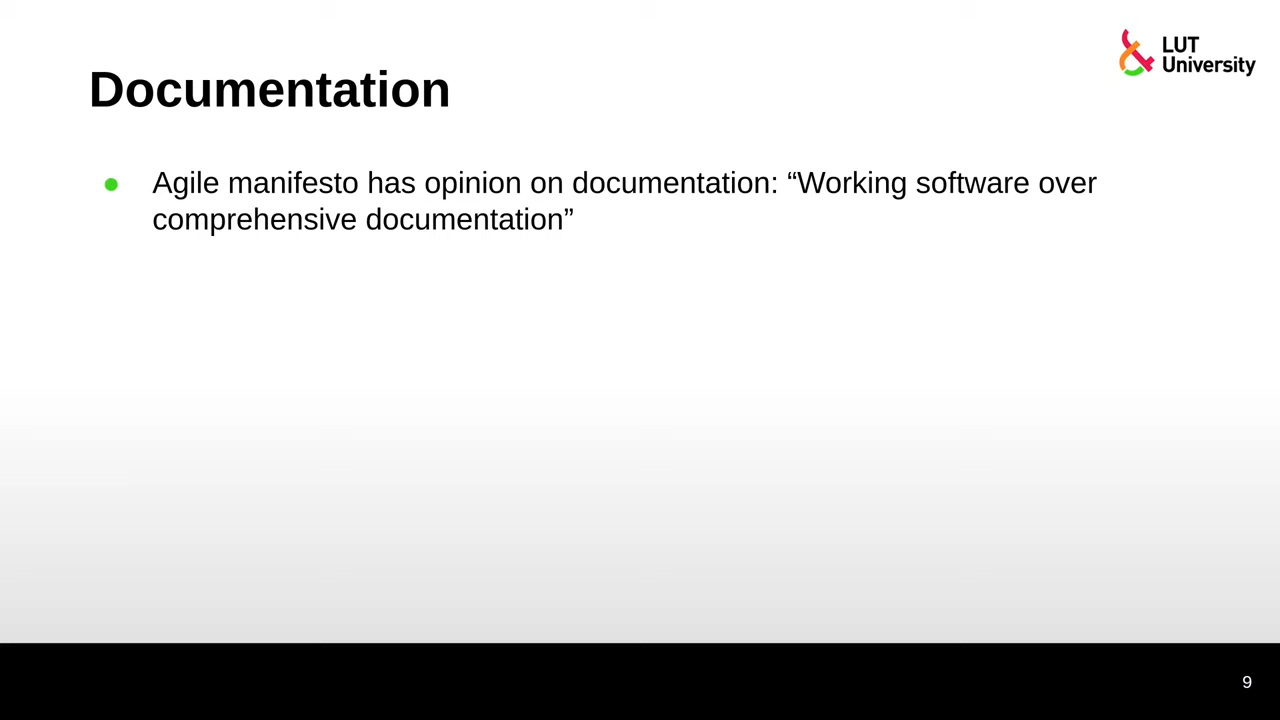 LUT
University
Documentation
● Agile manifesto has opinion on documentation: “Working software over
comprehensive documentation”
9